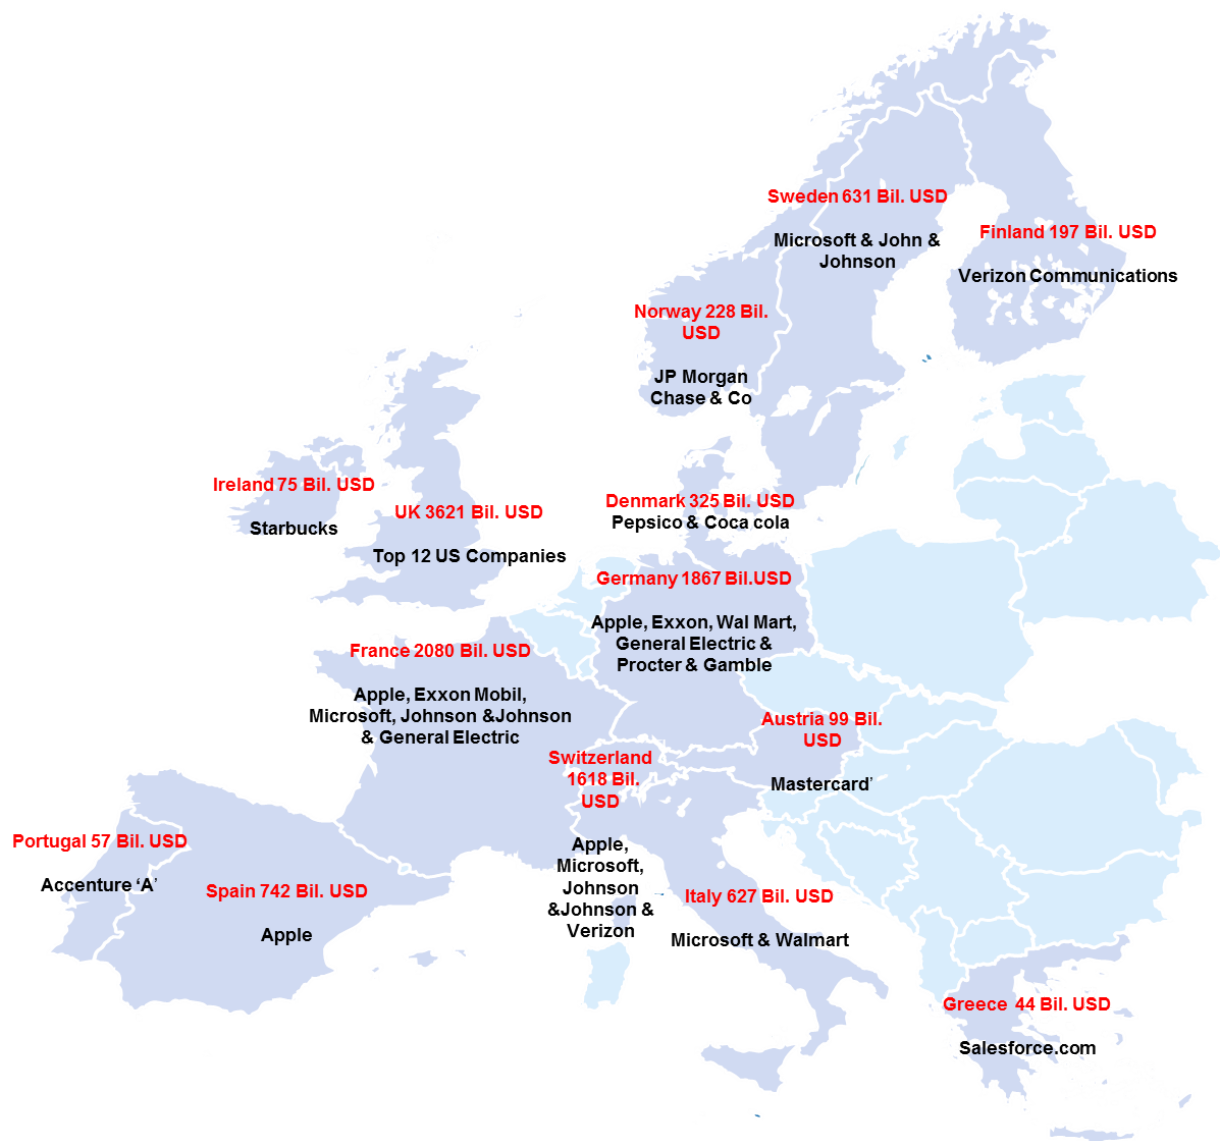 Sweden 631 Bil. USD
Microsoft & John &
Johnson
Finland 197 Bil. USD
Verizon Communications
Norway 228 Bil.
USD
JP Morgan
Chase & Co
Ireland 75 Bil. USD
Starbucks
UK 3621 Bil. USD
Top 12 US Companies
Denmark 325 Bil. USD
Pepsico & Coca cola
Germany 1867 Bil.USD
Apple, Exxon, Wal Mart,
General Electric &
Procter & Gamble
France 2080 Bil. USD
Apple, Exxon Mobil,
Microsoft, Johnson &Johnson
& General Electric
Austria 99 Bil.
USD
Mastercard’
Switzerland
1618 Bil.
USD
Apple,
Microsoft,
Johnson
&Johnson &
Verizon
Portugal 57 Bil. USD
Accenture ‘A’
Spain 742 Bil. USD
Apple
Italy 627 Bil. USD
Microsoft & Walmart
Greece 44 Bil. USD
Salesforce.com